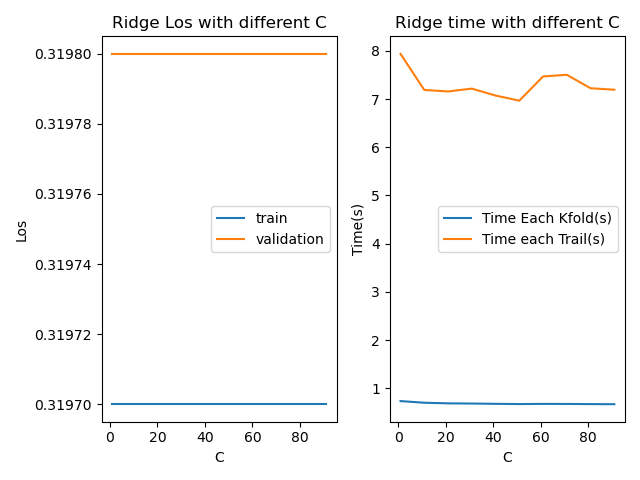 Ridge Los with different C
0.31980
0.31978
0.31976
0.31974
0.31972
0.31970
Los
train
validation
0 20 40 60 80
C
Ridge time with different C
8
7
6
5
4
3
2
1
Time(s)
Time Each Kfold(s)
Time each Trail(s)
0 20 40 60 80
C